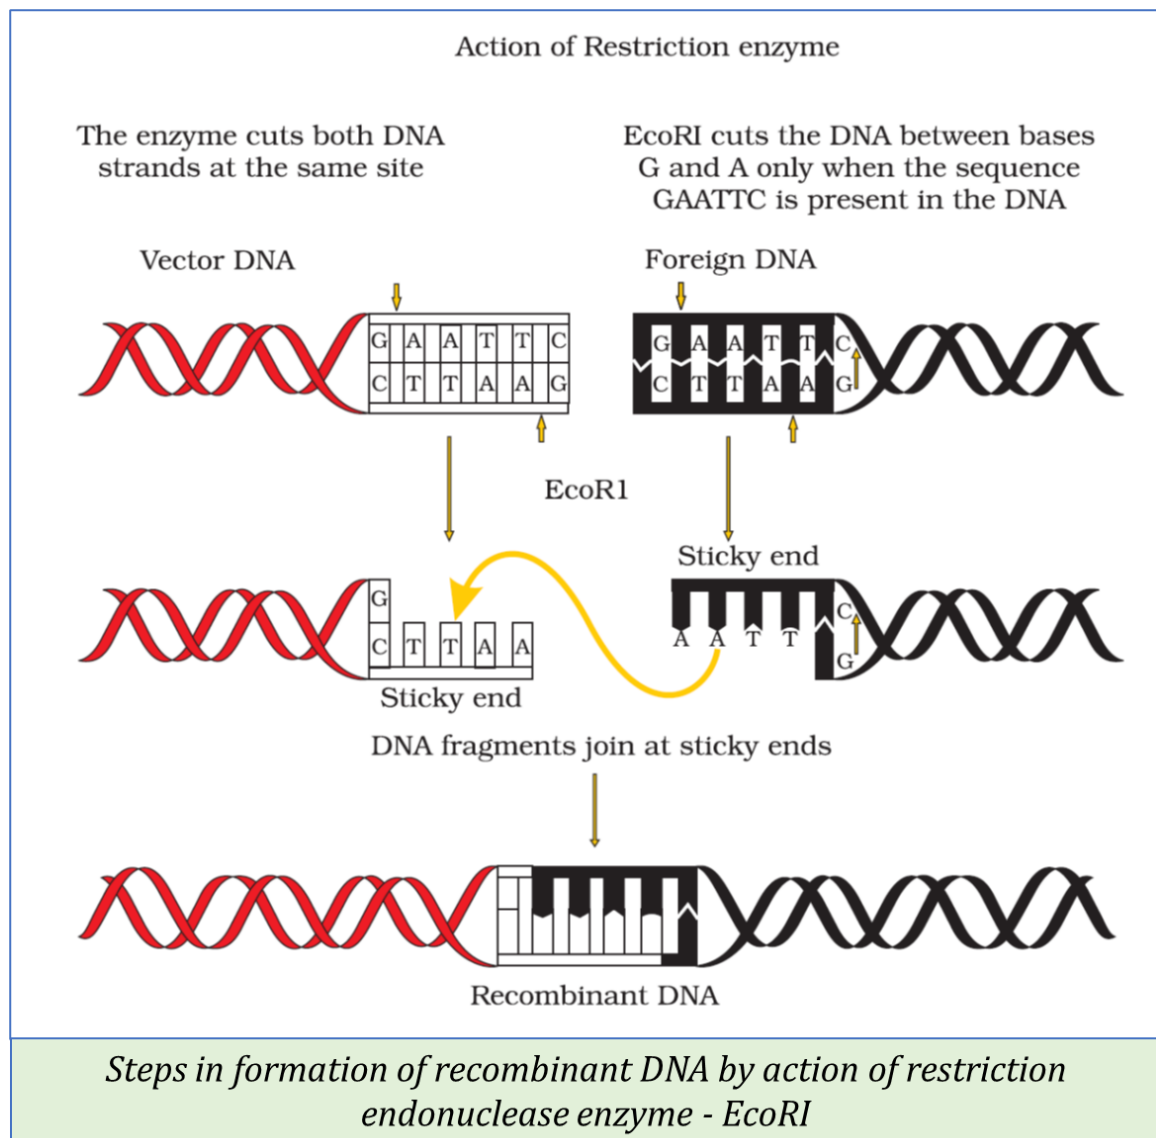 Action of Restriction enzyme
The enzyme cuts both DNA
strands at the same site
EcoRI cuts the DNA between bases
G and A only when the sequence
GAATTC is present in the DNA
Vector DNA
Foreign DNA
G A A T T C
C T T A A G
G A A T T C
C T T A A G
EcoR1
G
C T T A A
Sticky end
Sticky end
A A T T
C
G
DNA fragments join at sticky ends
Recombinant DNA
Steps in formation of recombinant DNA by action of restriction
endonuclease enzyme - EcoRI